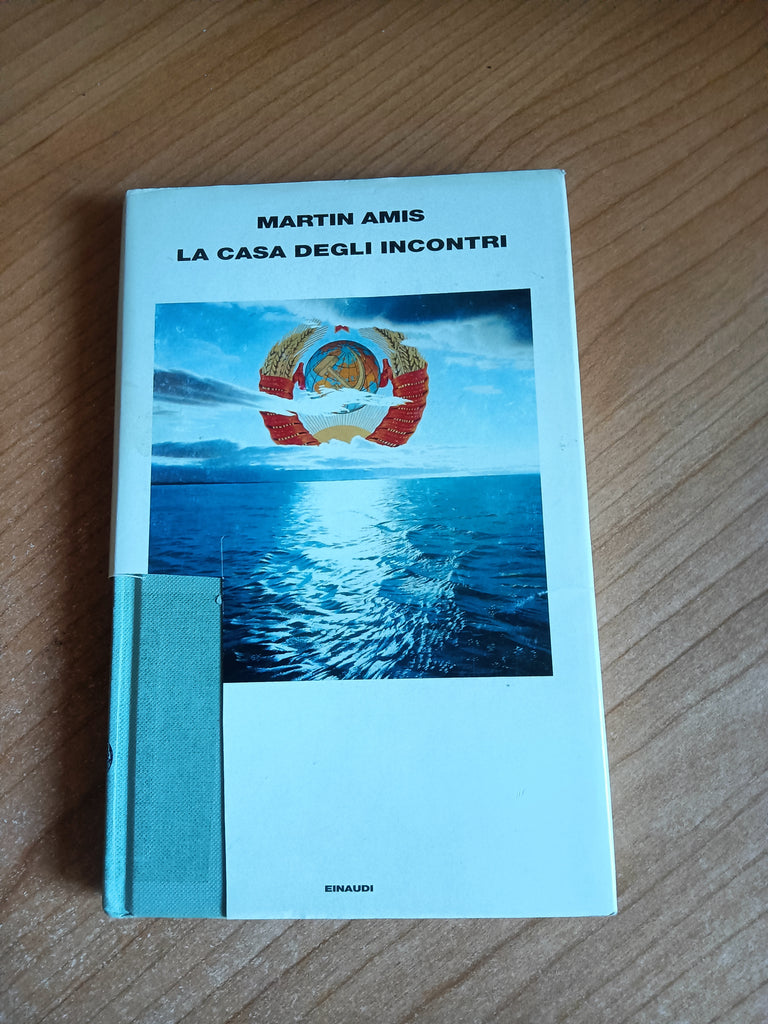 MARTIN AMIS
LA CASA DEGLI INCONTRI
EINAUDI